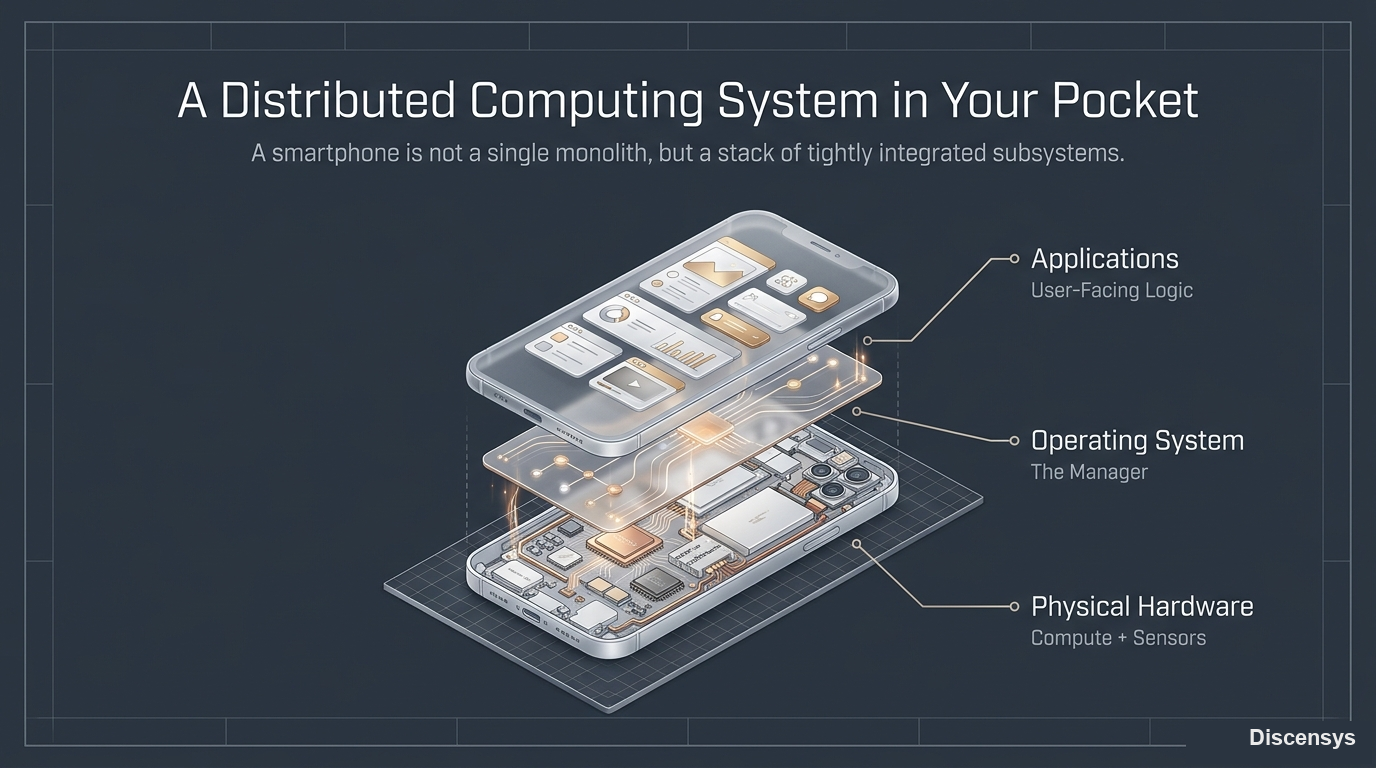 A Distributed Computing System in Your Pocket
A smartphone is not a single monolith, but a stack of tightly integrated subsystems.
Applications
User-Facing Logic
Operating System
The Manager
Physical Hardware
Compute + Sensors
Discensys